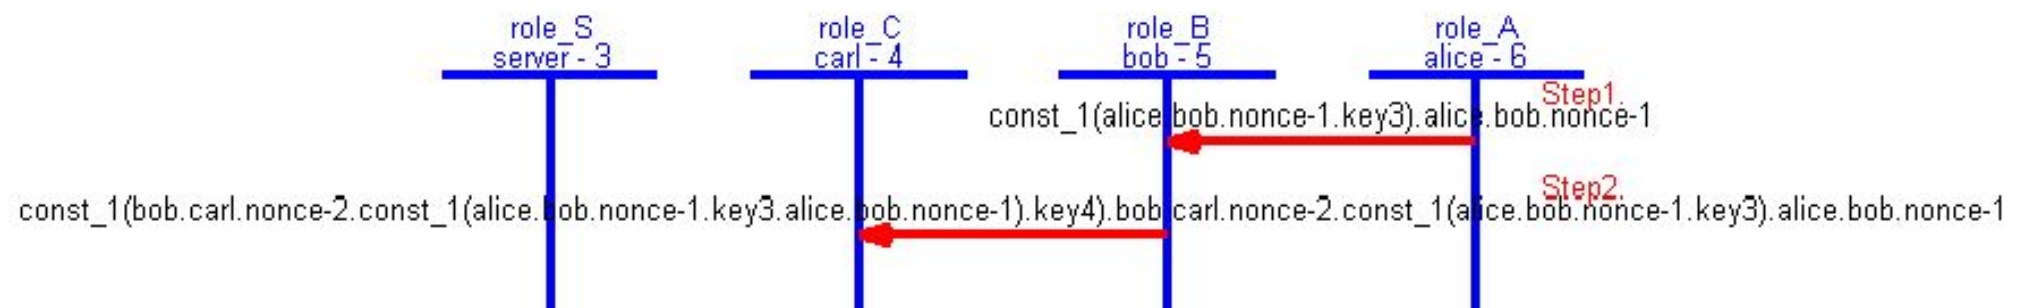 role_S role_C role_B role_A
server - 3 carl - 4 bob - 5 alice - 6
Step1.
const_1(alice.bob.nonce-1.key3).alice.bob.nonce-1
Step2.
const_1(bob.carl.nonce-2.const_1(alice.bob.nonce-1.key3.alice.bob.nonce-1).key4).bob.carl.nonce-2.const_1(alice.bob.nonce-1.key3).alice.bob.nonce-1